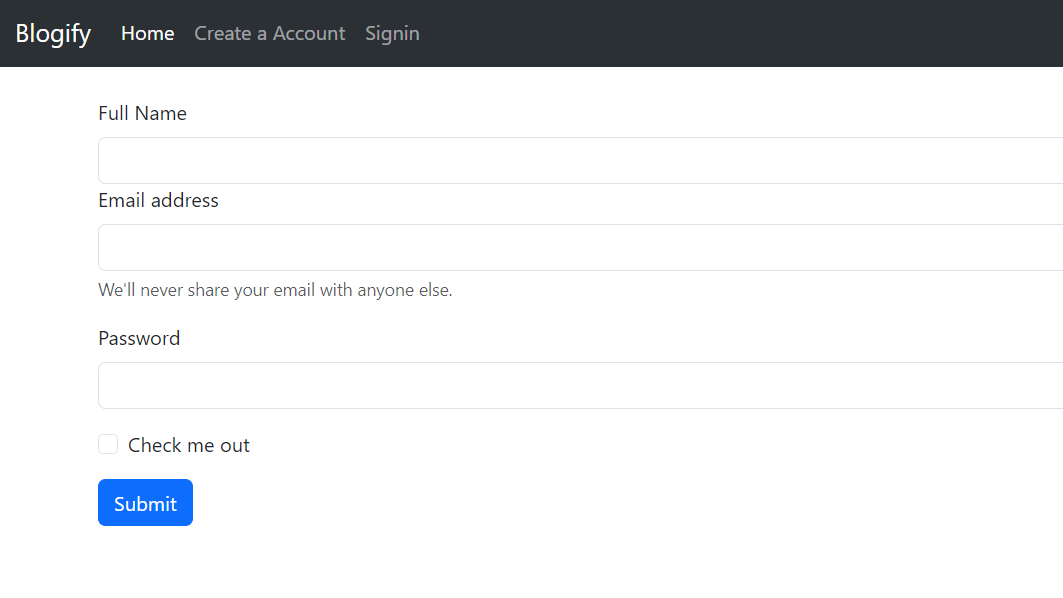 Blogify Home Create a Account Signin
Full Name
Email address
We'll never share your email with anyone else.
Password
Check me out
Submit